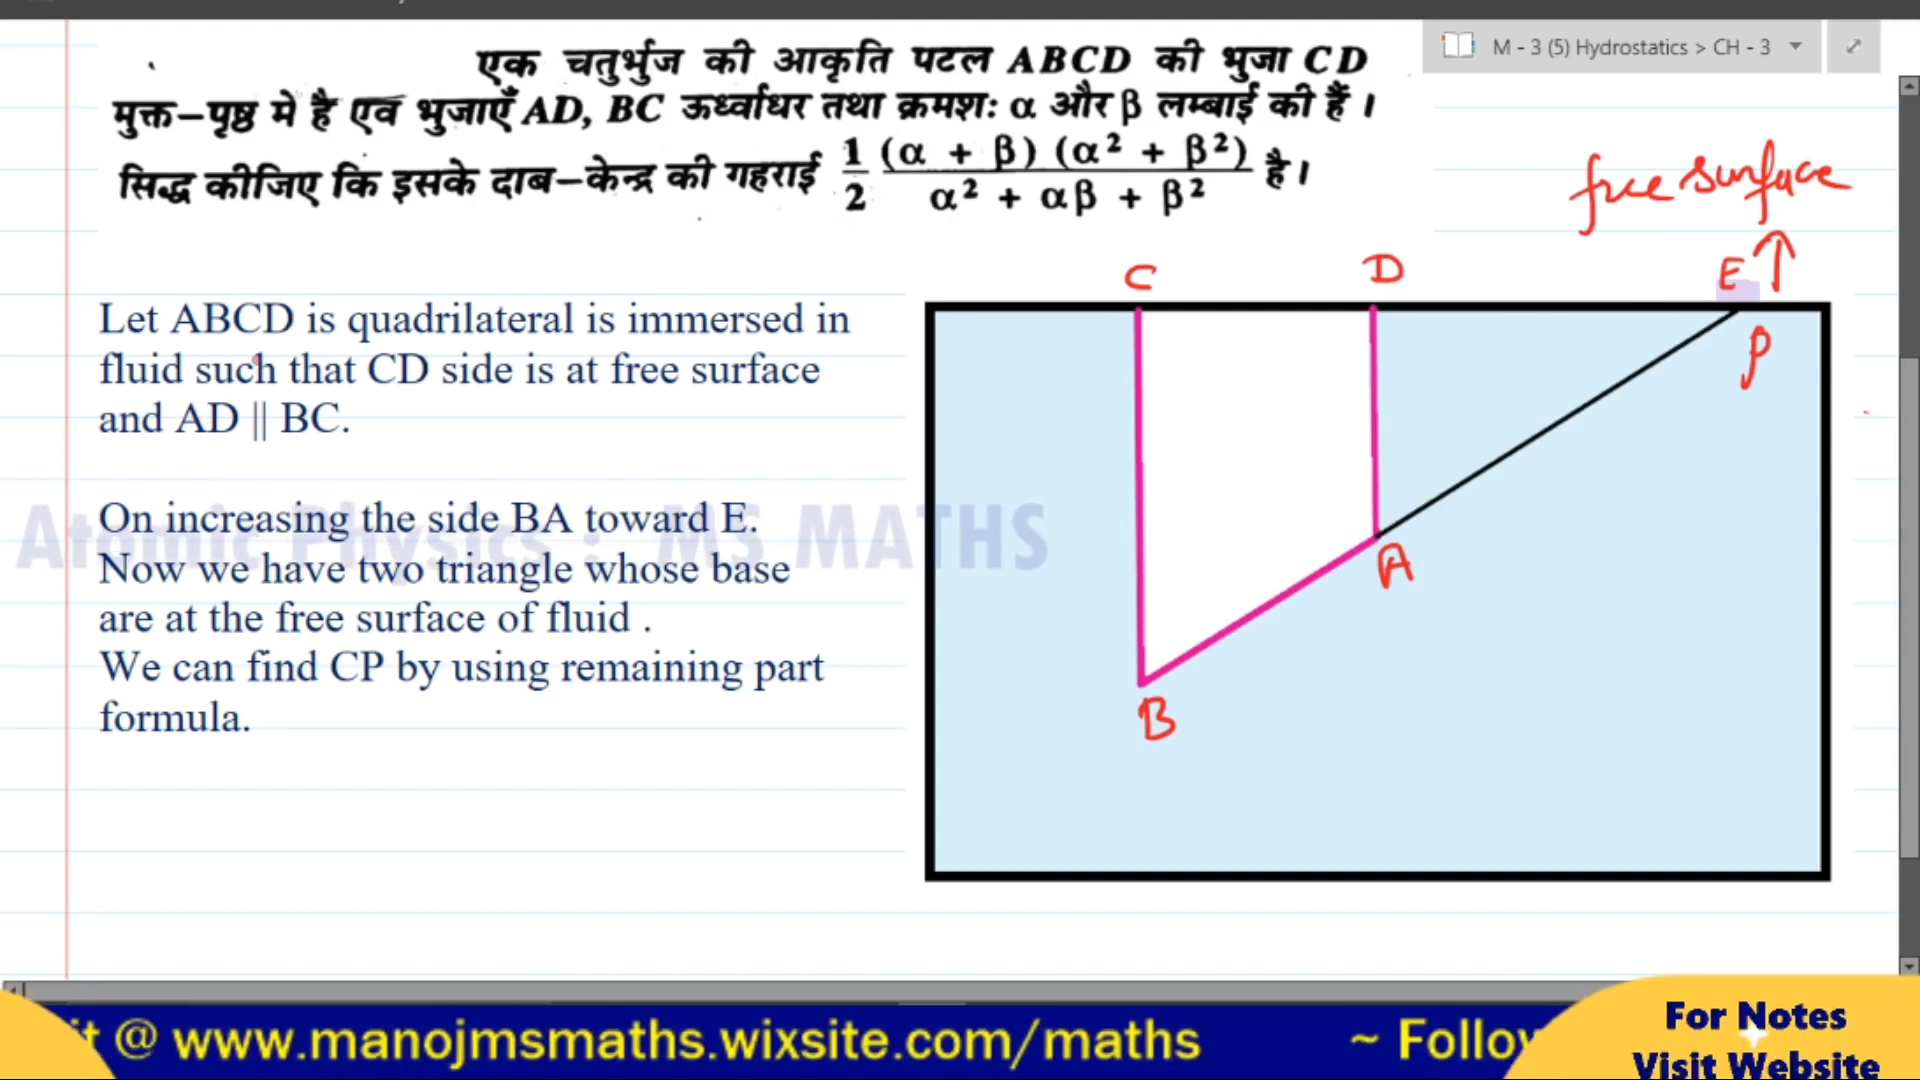 M - 3 (5) Hydrostatics > CH - 3
एक चतुर्भुज की आकृति पटल ABCD की भुजा CD
मुक्त-पृष्ठ मे है एव भुजाएँ AD, BC ऊर्ध्वाधर तथा क्रमश: α और β लम्बाई की हैं ।
सिद्ध कीजिए कि इसके दाब-केन्द्र की गहराई 1/2 (α + β) (α² + β²) / α² + αβ + β² है ।
free surface
C D E
P
A
B
Let ABCD is quadrilateral is immersed in
fluid such that CD side is at free surface
and AD || BC.
On increasing the side BA toward E.
Now we have two triangle whose base
are at the free surface of fluid .
We can find CP by using remaining part
formula.
Atomic Physics : MS MATHS
@ www.manojmsmaths.wixsite.com/maths ~ Follow
For Notes
Visit Website